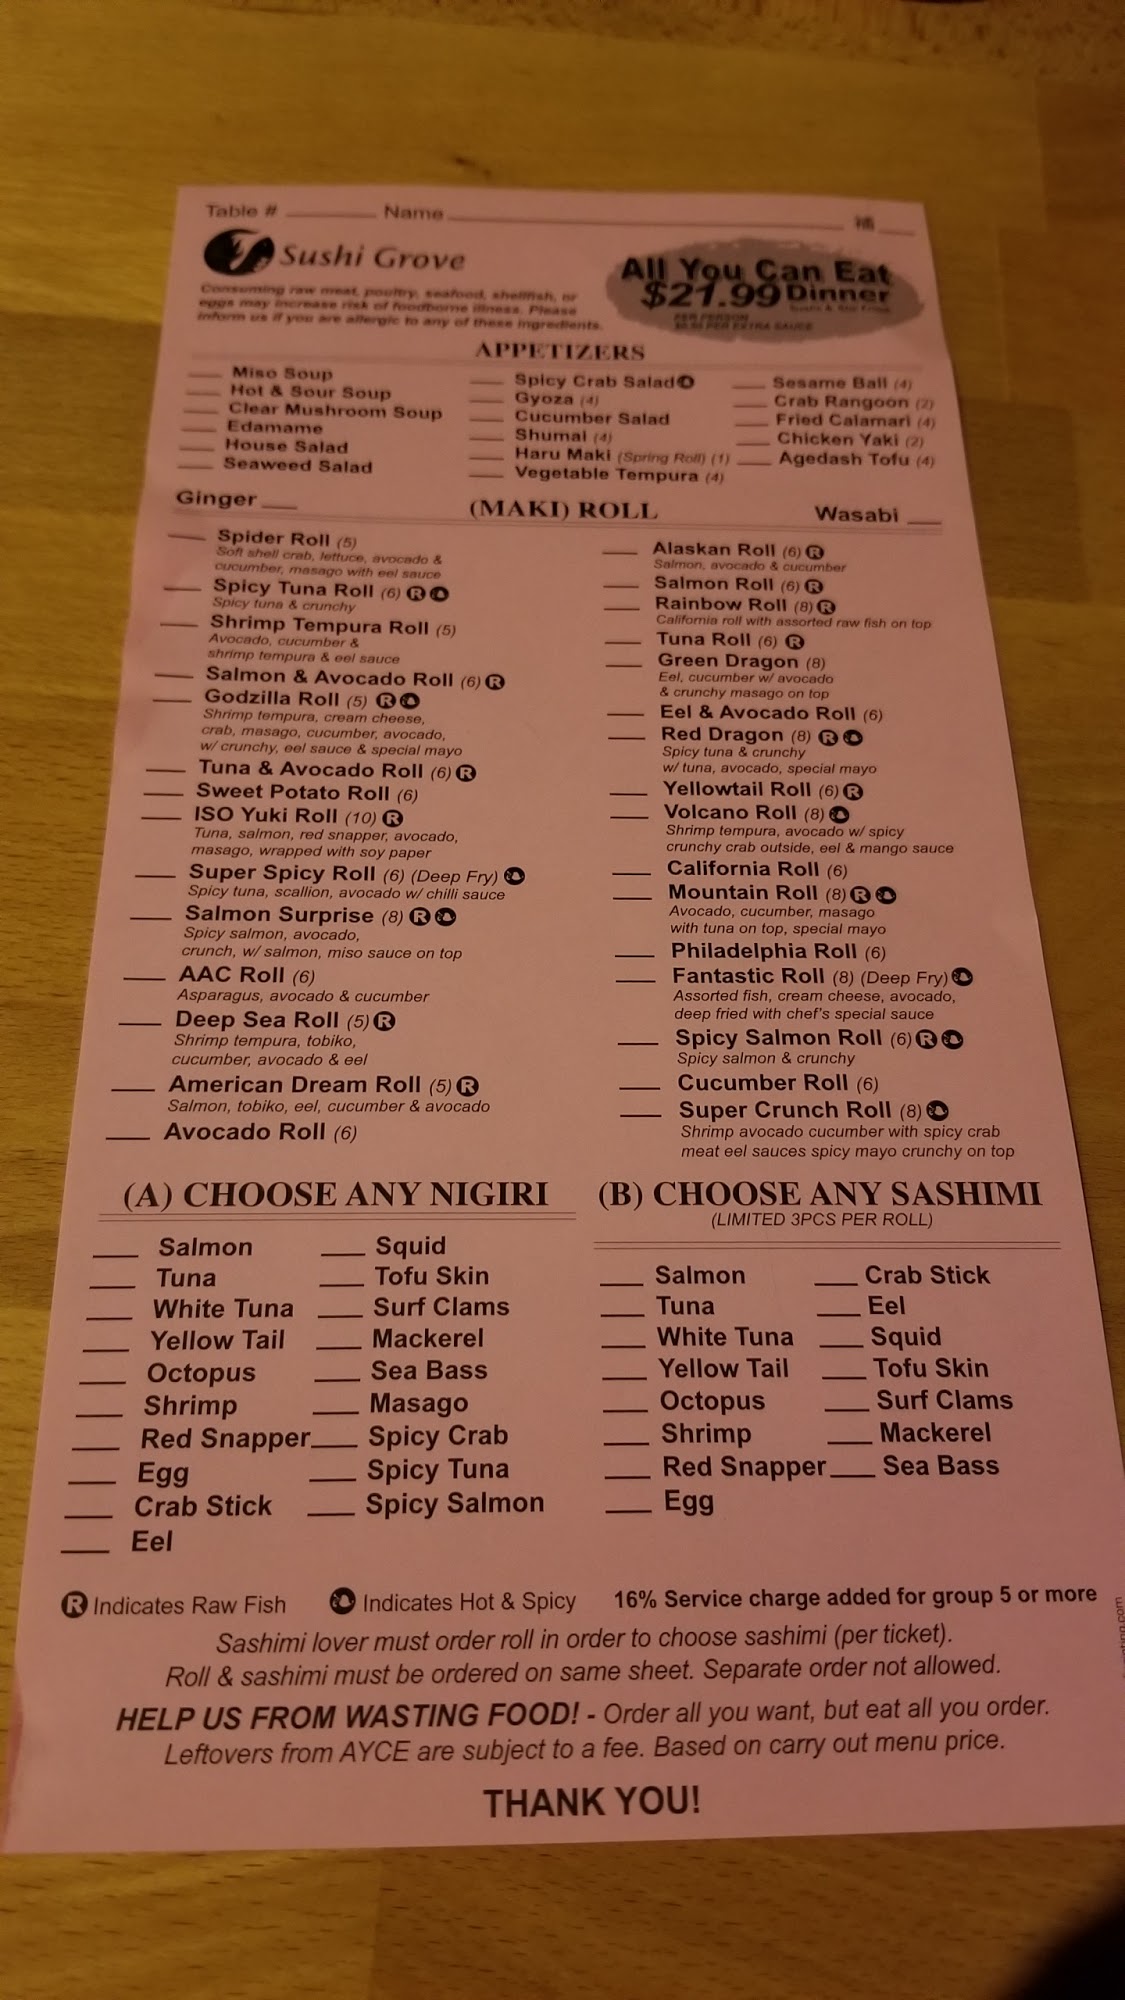 Table # Name 補
Sushi Grove
All You Can Eat
$21.99 Dinner
Sushi & Stir Fried
PER PERSON
$0.50 PER EXTRA SAUCE
Consuming raw meat, poultry, seafood, shellfish, or
eggs may increase risk of foodborne illness. Please
inform us if you are allergic to any of these ingredients.
APPETIZERS
Miso Soup
Hot & Sour Soup
Clear Mushroom Soup
Edamame
House Salad
Seaweed Salad
Spicy Crab Salad
Gyoza (4)
Cucumber Salad
Shumai (4)
Haru Maki (Spring Roll) (1)
Vegetable Tempura (4)
Sesame Ball (4)
Crab Rangoon (2)
Fried Calamari (4)
Chicken Yaki (2)
Agedash Tofu (4)
Ginger
(MAKI) ROLL
Wasabi
Spider Roll (5)
Soft shell crab, lettuce, avocado &
cucumber, masago with eel sauce
Spicy Tuna Roll (6) R
Spicy tuna & crunchy
Shrimp Tempura Roll (5)
Avocado, cucumber &
shrimp tempura & eel sauce
Salmon & Avocado Roll (6) R
Godzilla Roll (5) R
Shrimp tempura, cream cheese,
crab, masago, cucumber, avocado,
w/ crunchy, eel sauce & special mayo
Tuna & Avocado Roll (6) R
Sweet Potato Roll (6)
ISO Yuki Roll (10) R
Tuna, salmon, red snapper, avocado,
masago, wrapped with soy paper
Super Spicy Roll (6) (Deep Fry)
Spicy tuna, scallion, avocado w/ chilli sauce
Salmon Surprise (8) R
Spicy salmon, avocado,
crunch, w/ salmon, miso sauce on top
AAC Roll (6)
Asparagus, avocado & cucumber
Deep Sea Roll (5) R
Shrimp tempura, tobiko,
cucumber, avocado & eel
American Dream Roll (5) R
Salmon, tobiko, eel, cucumber & avocado
Avocado Roll (6)
Alaskan Roll (6) R
Salmon, avocado & cucumber
Salmon Roll (6) R
Rainbow Roll (8) R
California roll with assorted raw fish on top
Tuna Roll (6) R
Green Dragon (8)
Eel, cucumber w/ avocado
& crunchy masago on top
Eel & Avocado Roll (6)
Red Dragon (8) R
Spicy tuna & crunchy
w/ tuna, avocado, special mayo
Yellowtail Roll (6) R
Volcano Roll (8)
Shrimp tempura, avocado w/ spicy
crunchy crab outside, eel & mango sauce
California Roll (6)
Mountain Roll (8) R
Avocado, cucumber, masago
with tuna on top, special mayo
Philadelphia Roll (6)
Fantastic Roll (8) (Deep Fry)
Assorted fish, cream cheese, avocado,
deep fried with chef's special sauce
Spicy Salmon Roll (6) R
Spicy salmon & crunchy
Cucumber Roll (6)
Super Crunch Roll (8)
Shrimp avocado cucumber with spicy crab
meat eel sauces spicy mayo crunchy on top
(A) CHOOSE ANY NIGIRI
Salmon
Tuna
White Tuna
Yellow Tail
Octopus
Shrimp
Red Snapper
Egg
Crab Stick
Eel
Squid
Tofu Skin
Surf Clams
Mackerel
Sea Bass
Masago
Spicy Crab
Spicy Tuna
Spicy Salmon
(B) CHOOSE ANY SASHIMI
(LIMITED 3PCS PER ROLL)
Salmon
Tuna
White Tuna
Yellow Tail
Octopus
Shrimp
Red Snapper
Egg
Crab Stick
Eel
Squid
Tofu Skin
Surf Clams
Mackerel
Sea Bass
R Indicates Raw Fish
Indicates Hot & Spicy
16% Service charge added for group 5 or more
Sashimi lover must order roll in order to choose sashimi (per ticket).
Roll & sashimi must be ordered on same sheet. Separate order not allowed.
HELP US FROM WASTING FOOD! - Order all you want, but eat all you order.
Leftovers from AYCE are subject to a fee. Based on carry out menu price.
THANK YOU!